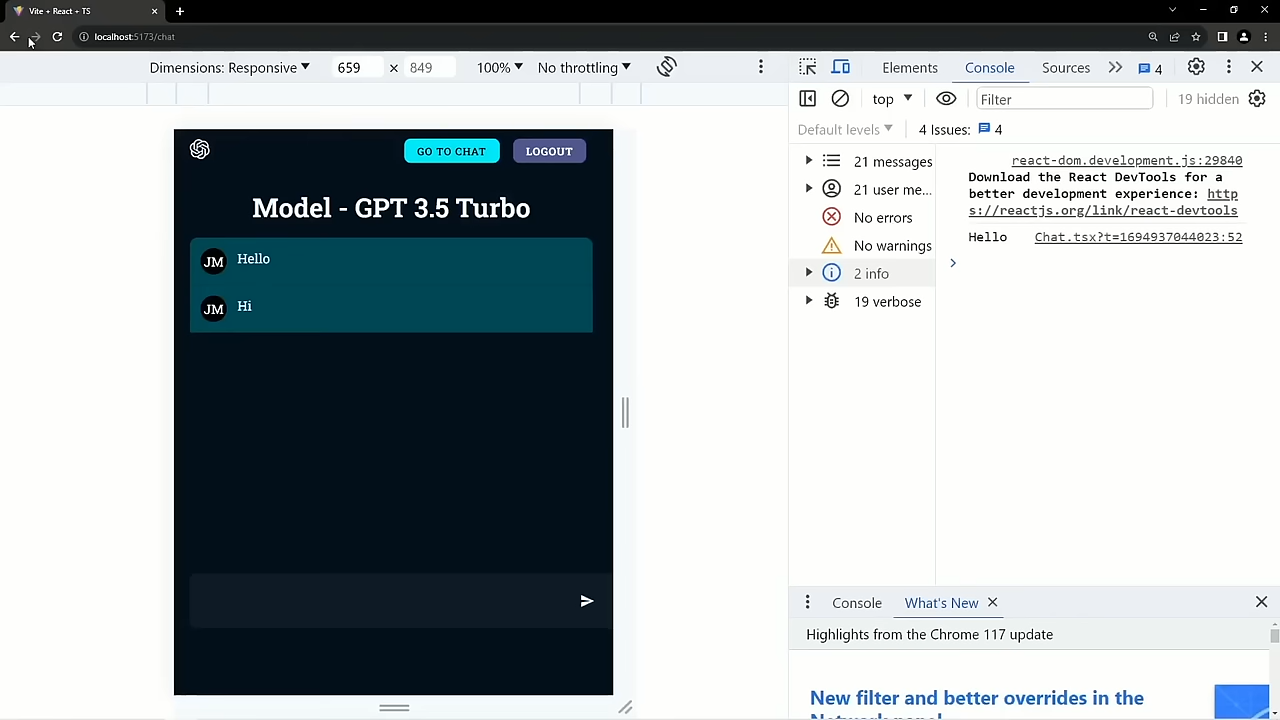 Vite + React + TS
localhost:5173/chat
Dimensions: Responsive 659 × 849 100% No throttling
Elements Console Sources 4
top Filter 19 hidden
Default levels 4 Issues: 4
GO TO CHAT LOGOUT
Model - GPT 3.5 Turbo
JM Hello
JM Hi
21 messages
21 user me...
No errors
No warnings
2 info
19 verbose
react-dom.development.js:29840
Download the React DevTools for a
better development experience: http
s://reactjs.org/link/react-devtools
Hello Chat.tsx?t=1694937044023:52
Console What's New
Highlights from the Chrome 117 update
New filter and better overrides in the
Network panel